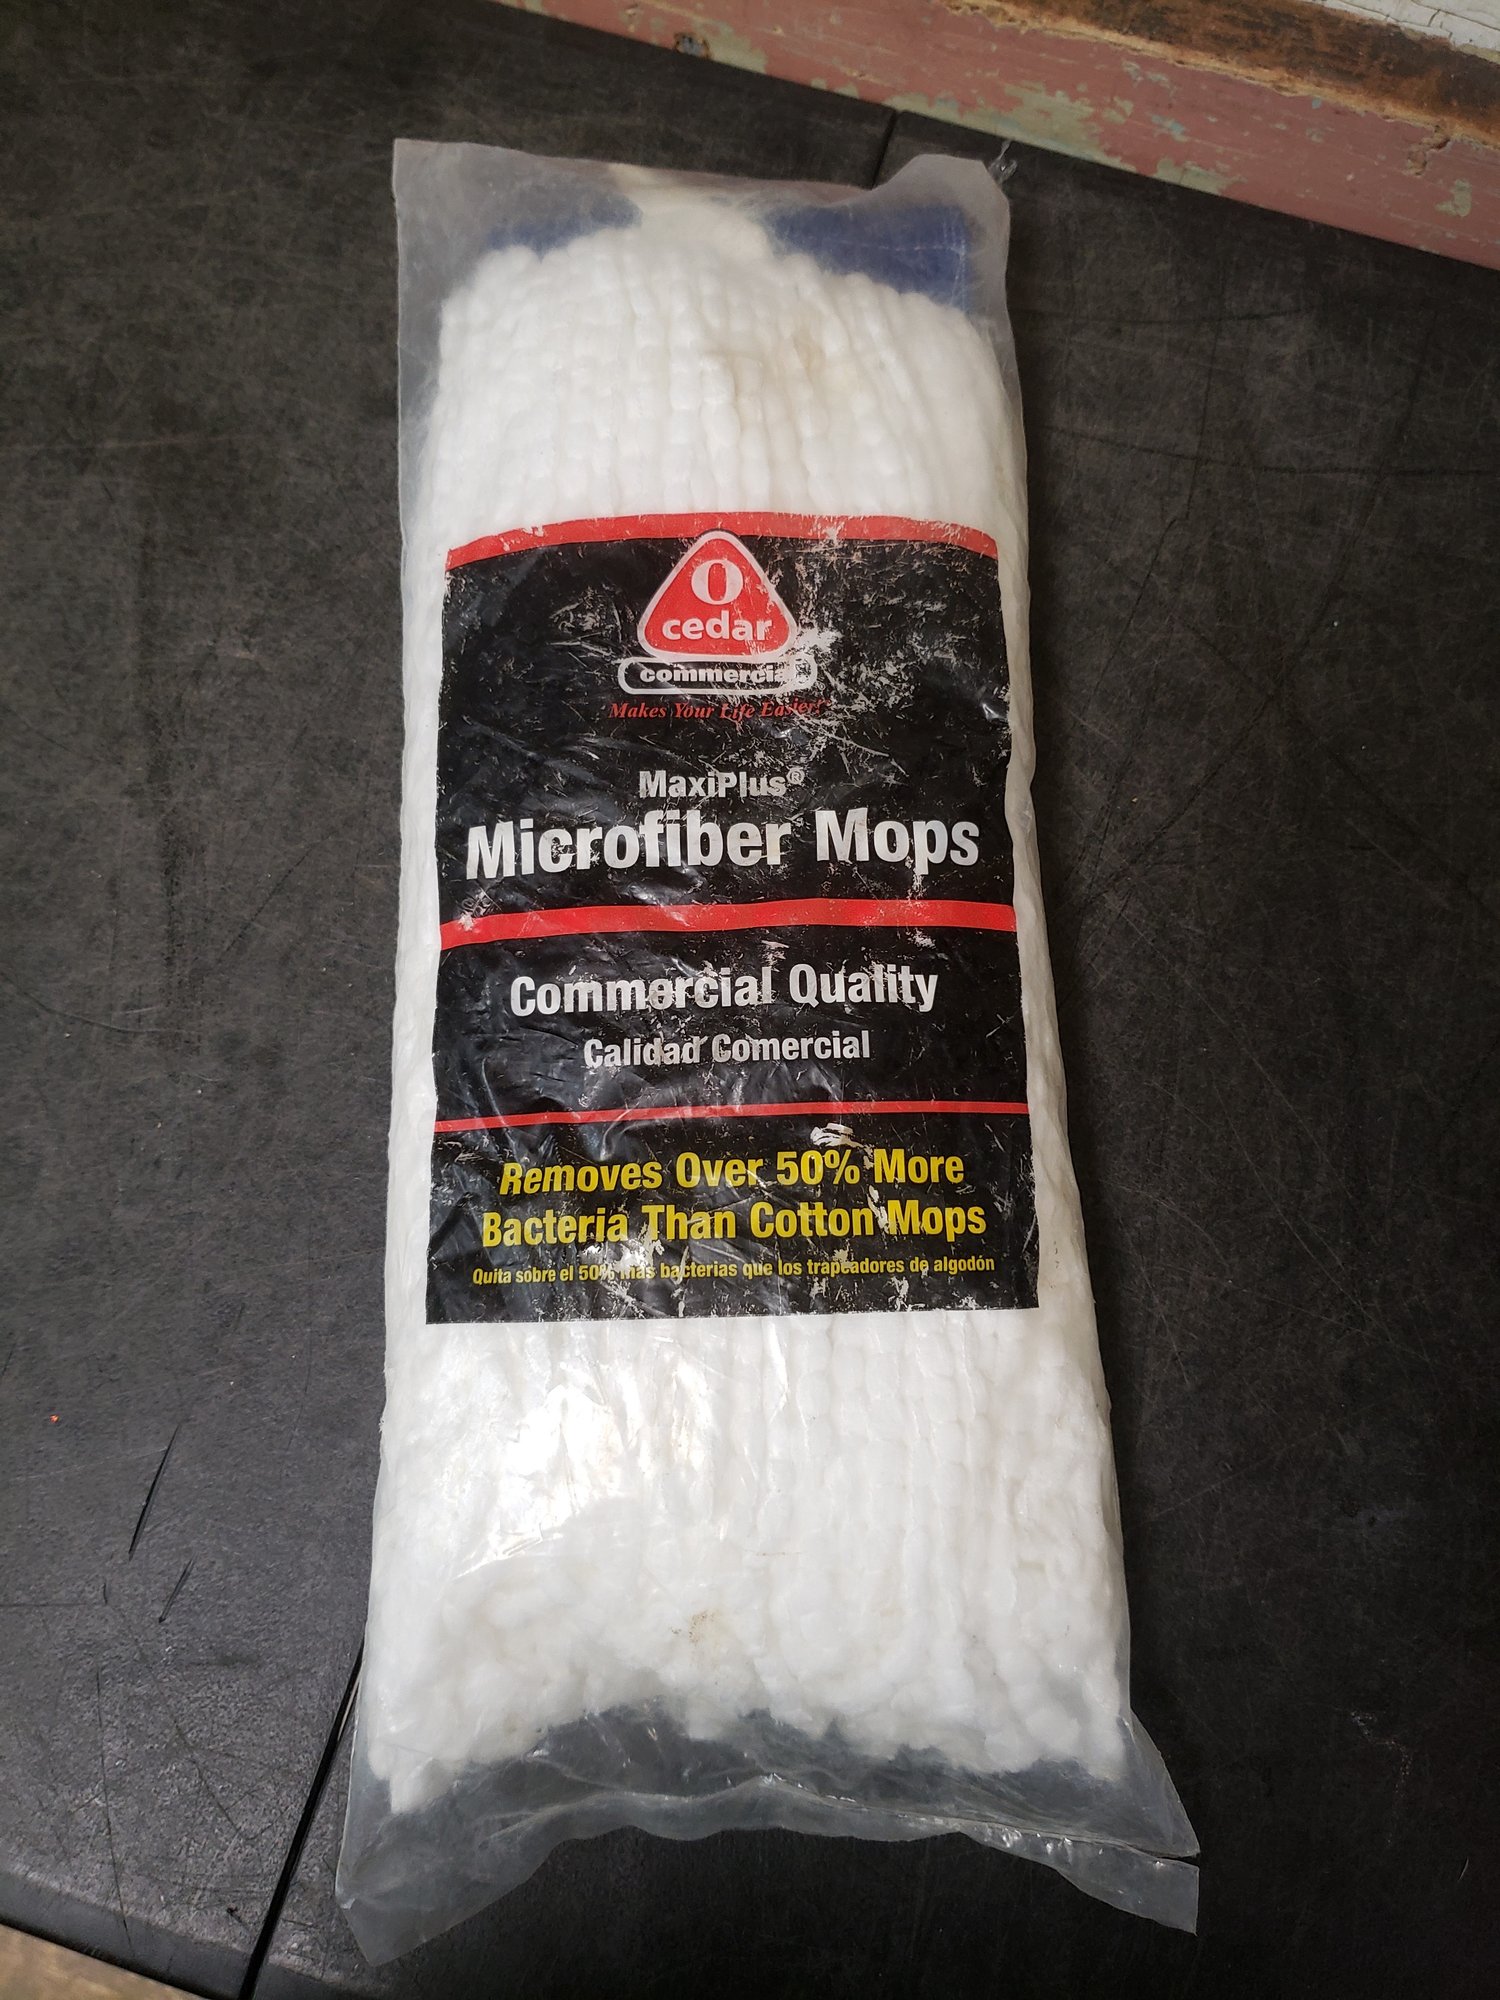 O
cedar
commercial
Makes Your Life Easier!™
MaxiPlus®
Microfiber Mops
Commercial Quality
Calidad Comercial
Removes Over 50% More
Bacteria Than Cotton Mops
Quita sobre el 50% más bacterias que los trapeadores de algodón